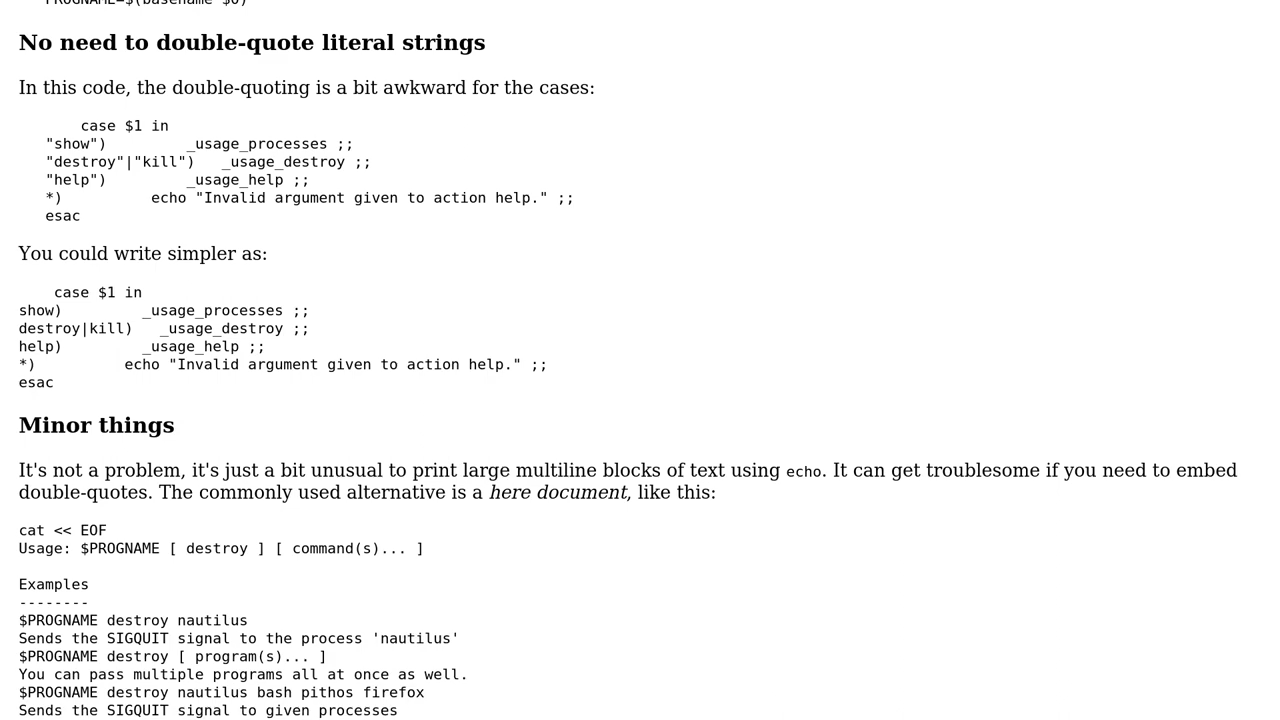 PROGNAME=$(basename $0)
No need to double-quote literal strings
In this code, the double-quoting is a bit awkward for the cases:
case $1 in
"show")         _usage_processes ;;
"destroy"|"kill")   _usage_destroy ;;
"help")         _usage_help ;;
*)          echo "Invalid argument given to action help." ;;
esac
You could write simpler as:
case $1 in
show)         _usage_processes ;;
destroy|kill)   _usage_destroy ;;
help)         _usage_help ;;
*)          echo "Invalid argument given to action help." ;;
esac
Minor things
It's not a problem, it's just a bit unusual to print large multiline blocks of text using echo. It can get troublesome if you need to embed
double-quotes. The commonly used alternative is a here document, like this:
cat << EOF
Usage: $PROGNAME [ destroy ] [ command(s)... ]
Examples
--------
$PROGNAME destroy nautilus
Sends the SIGQUIT signal to the process 'nautilus'
$PROGNAME destroy [ program(s)... ]
You can pass multiple programs all at once as well.
$PROGNAME destroy nautilus bash pithos firefox
Sends the SIGQUIT signal to given processes